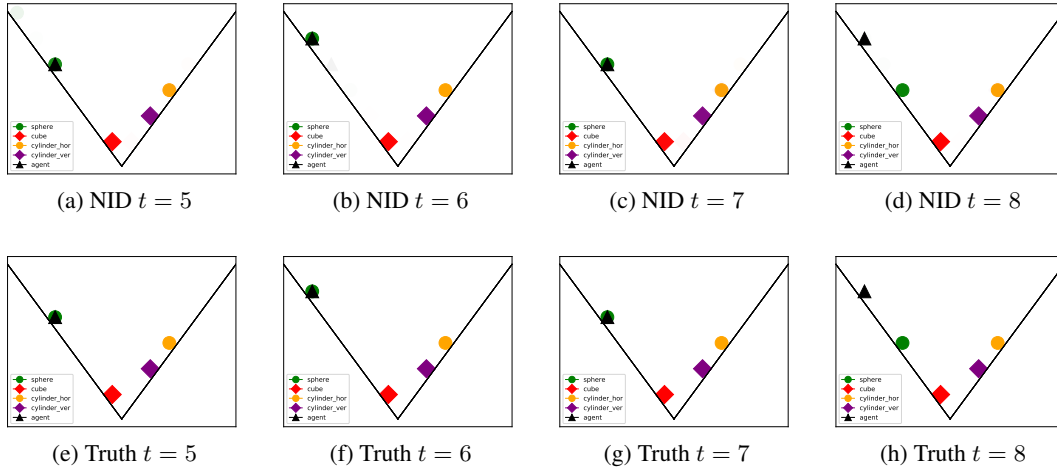 sphere
cube
cylinder_hor
cylinder_ver
agent
sphere
cube
cylinder_hor
cylinder_ver
agent
sphere
cube
cylinder_hor
cylinder_ver
agent
sphere
cube
cylinder_hor
cylinder_ver
agent
(a) NID t = 5
(b) NID t = 6
(c) NID t = 7
(d) NID t = 8
sphere
cube
cylinder_hor
cylinder_ver
agent
sphere
cube
cylinder_hor
cylinder_ver
agent
sphere
cube
cylinder_hor
cylinder_ver
agent
sphere
cube
cylinder_hor
cylinder_ver
agent
(e) Truth t = 5
(f) Truth t = 6
(g) Truth t = 7
(h) Truth t = 8